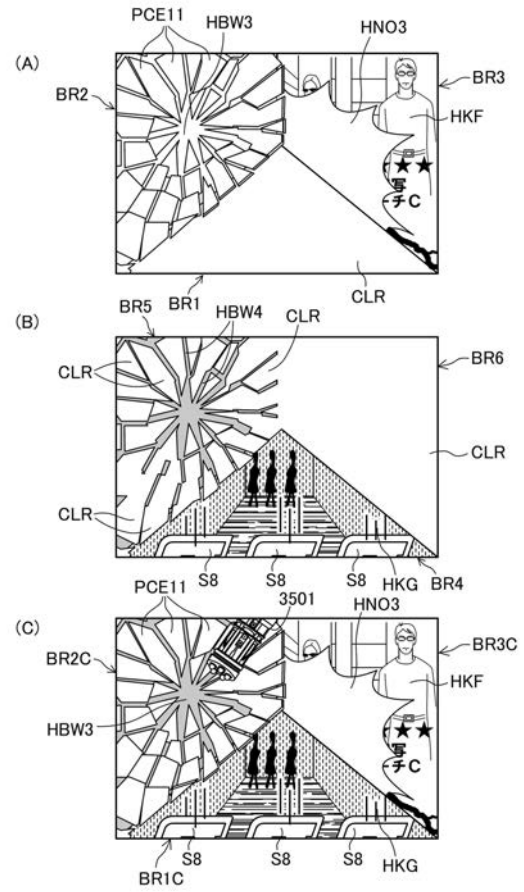 PCE11
HBW3
HNO3
(A)
BR2
BR3
HKF
★★
写
チC
BR1
CLR
(B)
BR5
HBW4
CLR
BR6
CLR
CLR
CLR
S8
S8
S8
HKG
BR4
(C)
PCE11
3501
HNO3
BR2C
BR3C
HKF
HBW3
★★
写
チC
S8
S8
S8
HKG
BR1C